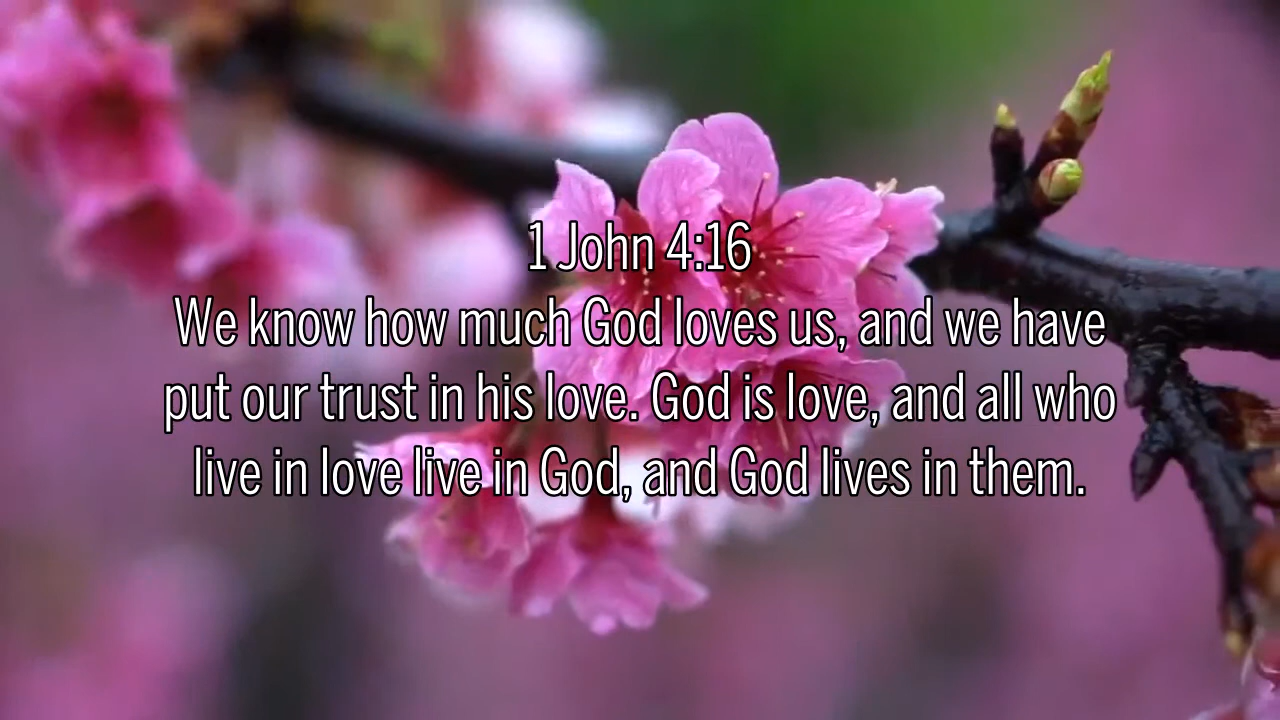 1 John 4:16
We know how much God loves us, and we have
put our trust in his love. God is love, and all who
live in love live in God, and God lives in them.